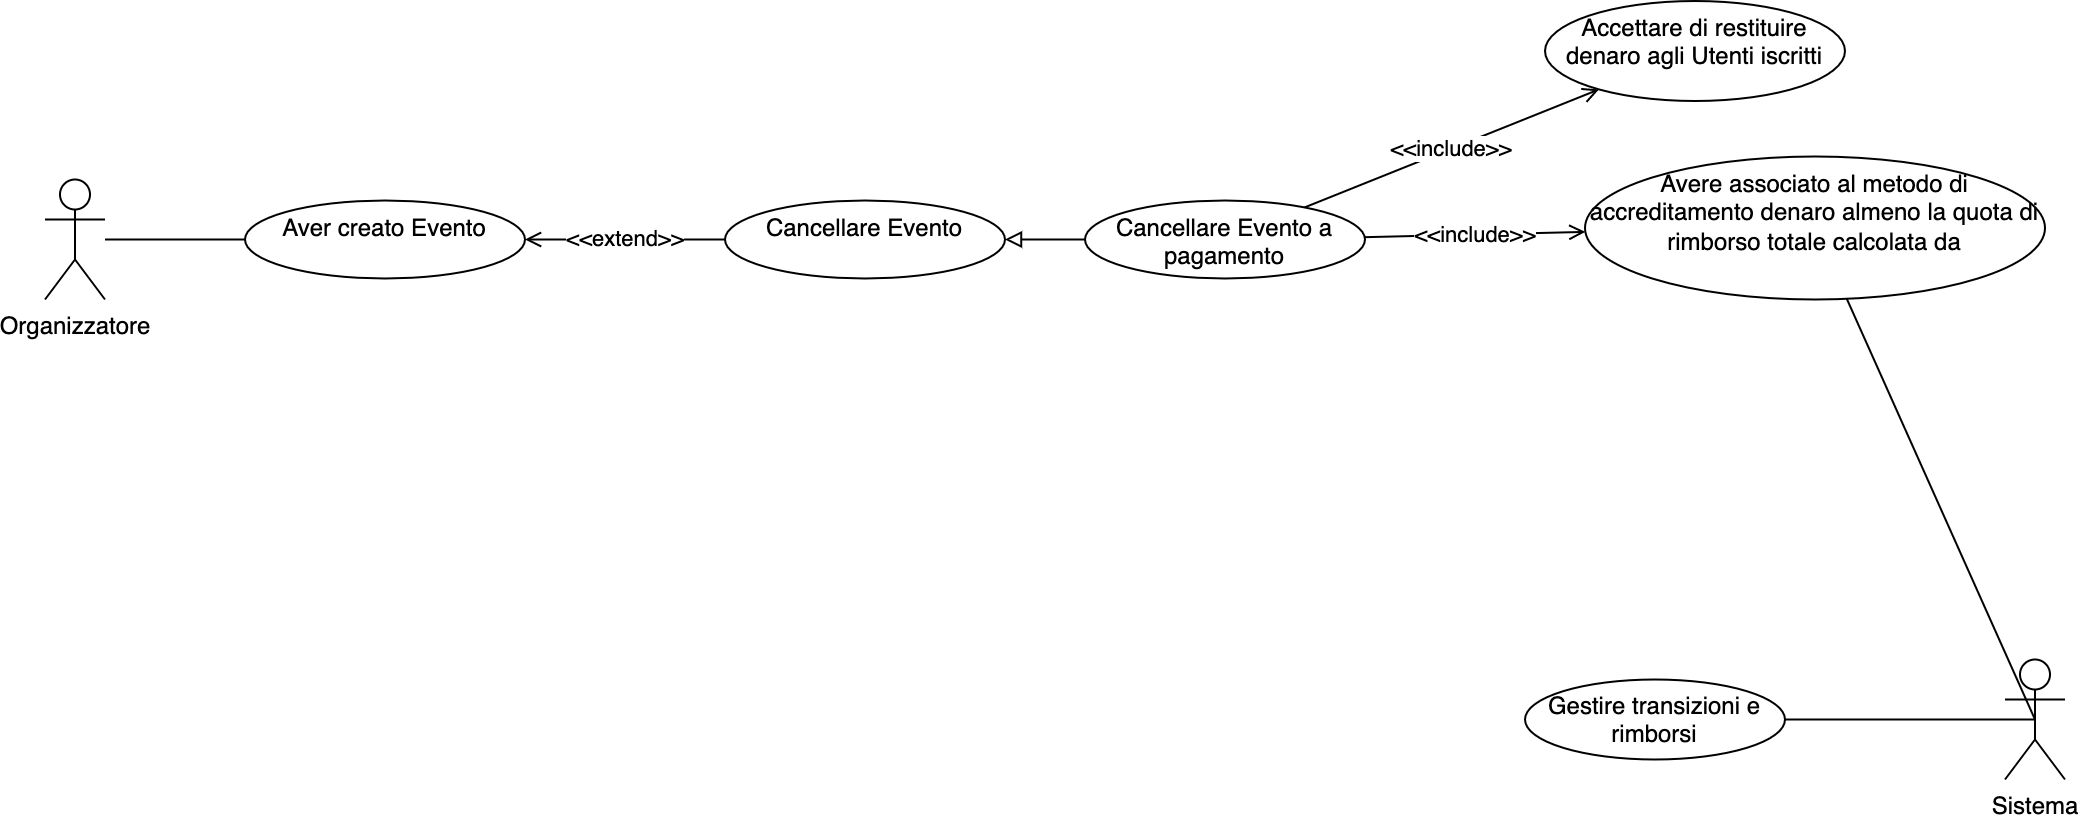 Accettare di restituire
denaro agli Utenti iscritti
<<include>>
Avere associato al metodo di
accreditamento denaro almeno la quota di
rimborso totale calcolata da
Aver creato Evento
<<extend>>
Cancellare Evento
Cancellare Evento a
pagamento
<<include>>
Organizzatore
Gestire transizioni e
rimborsi
Sistema